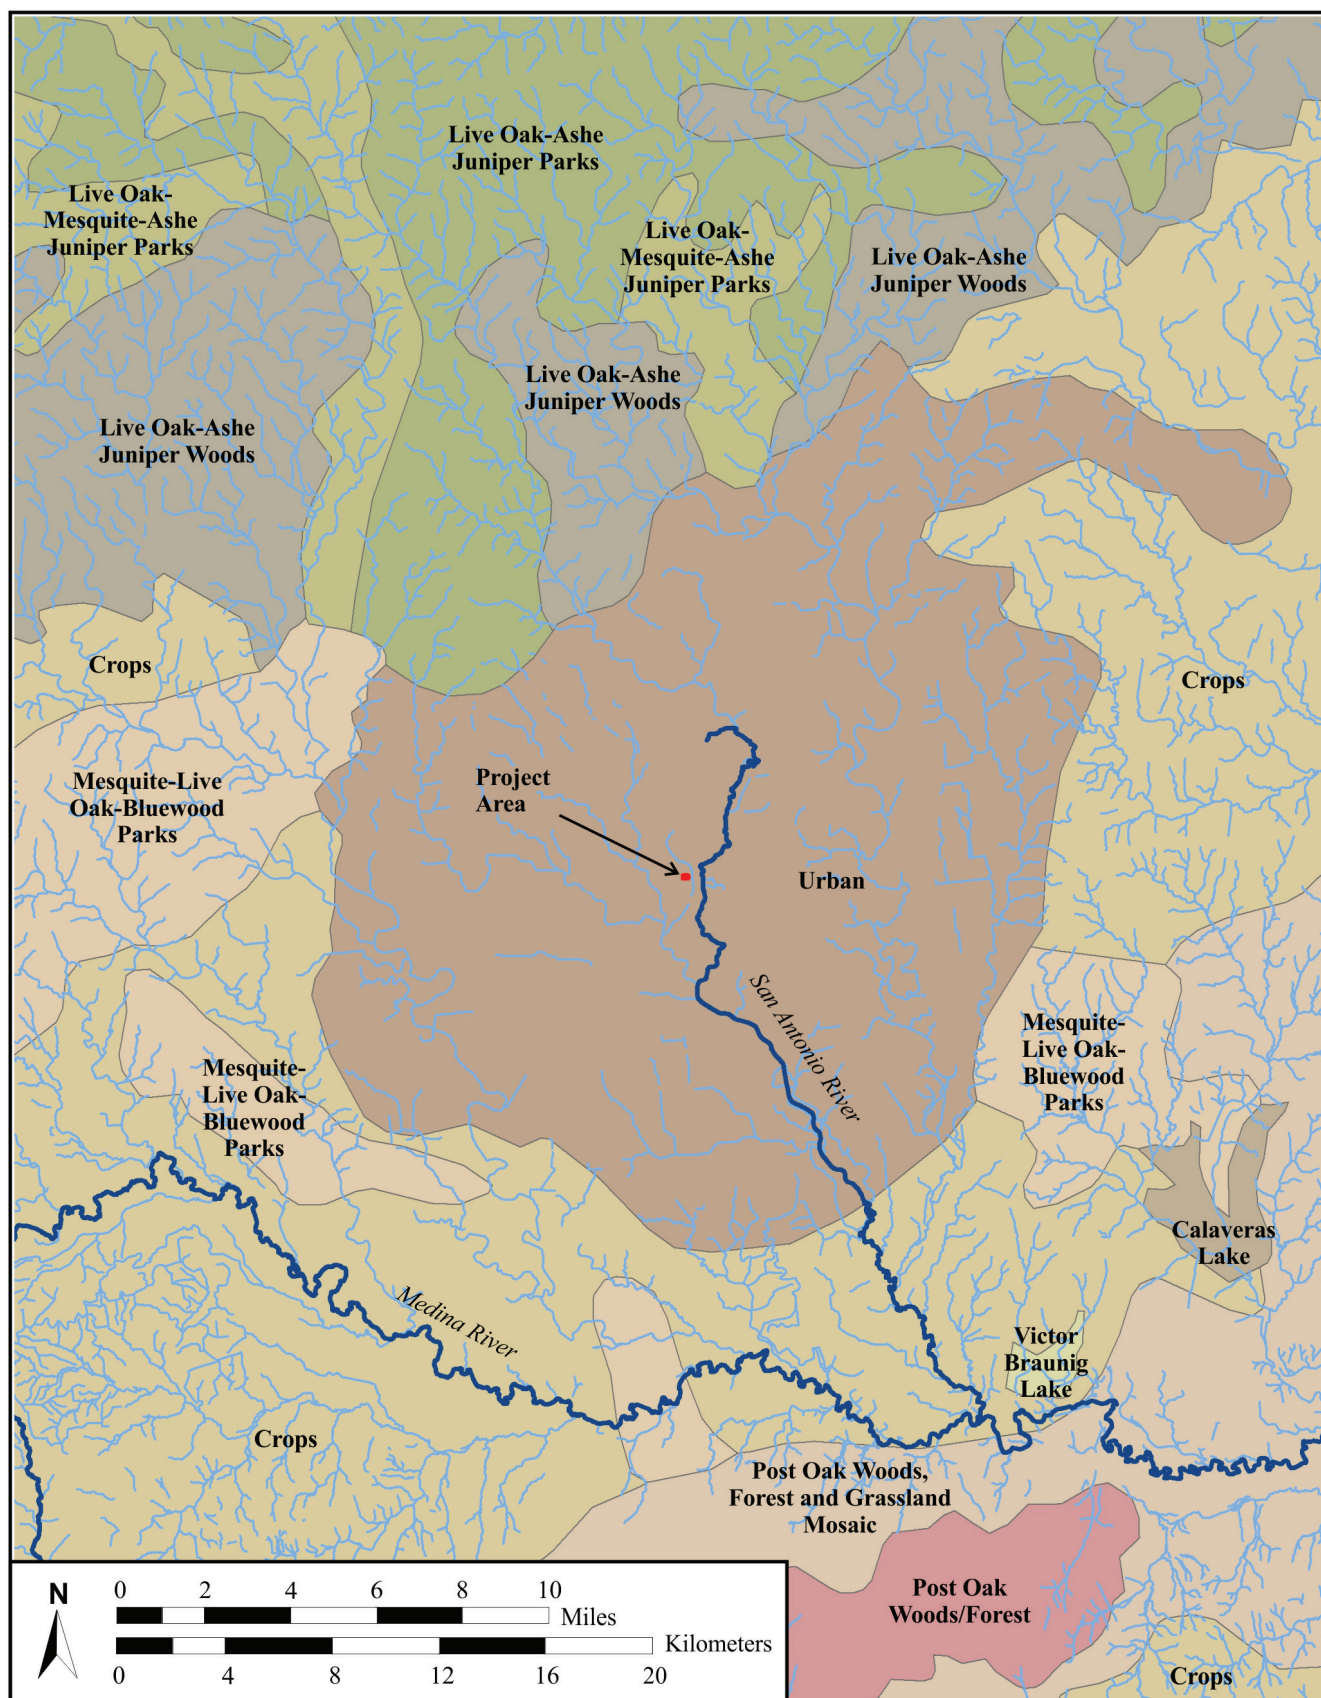 Live Oak-Ashe
Juniper Parks
Live Oak-
Mesquite-Ashe
Juniper Parks
Live Oak-
Mesquite-Ashe
Juniper Parks
Live Oak-Ashe
Juniper Woods
Live Oak-Ashe
Juniper Woods
Live Oak-Ashe
Juniper Woods
Crops
Crops
Mesquite-Live
Oak-Bluewood
Parks
Project
Area
Urban
San Antonio River
Mesquite-
Live Oak-
Bluewood
Parks
Mesquite-
Live Oak-
Bluewood
Parks
Calaveras
Lake
Medina River
Victor
Braunig
Lake
Crops
Post Oak Woods,
Forest and Grassland
Mosaic
Post Oak
Woods/Forest
Crops
N
0 2 4 6 8 10
Miles
Kilometers
0 4 8 12 16 20